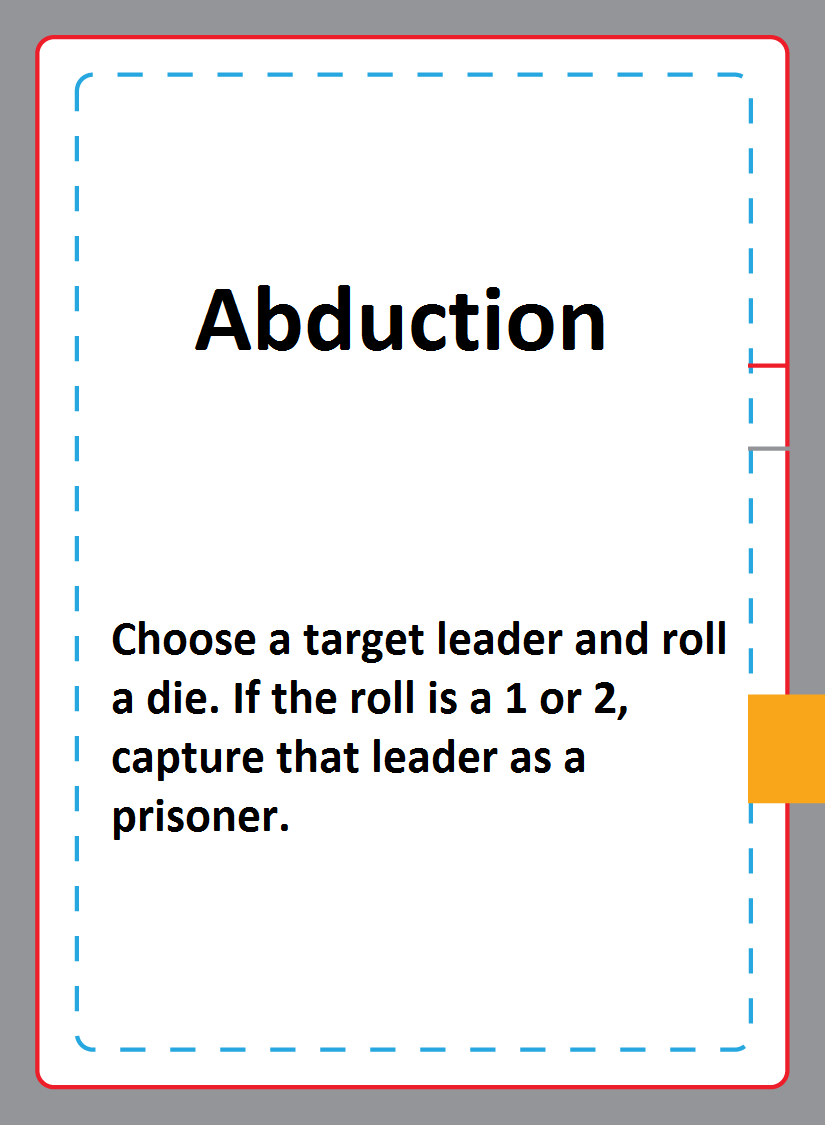 Abduction
Choose a target leader and roll
a die. If the roll is a 1 or 2,
capture that leader as a
prisoner.